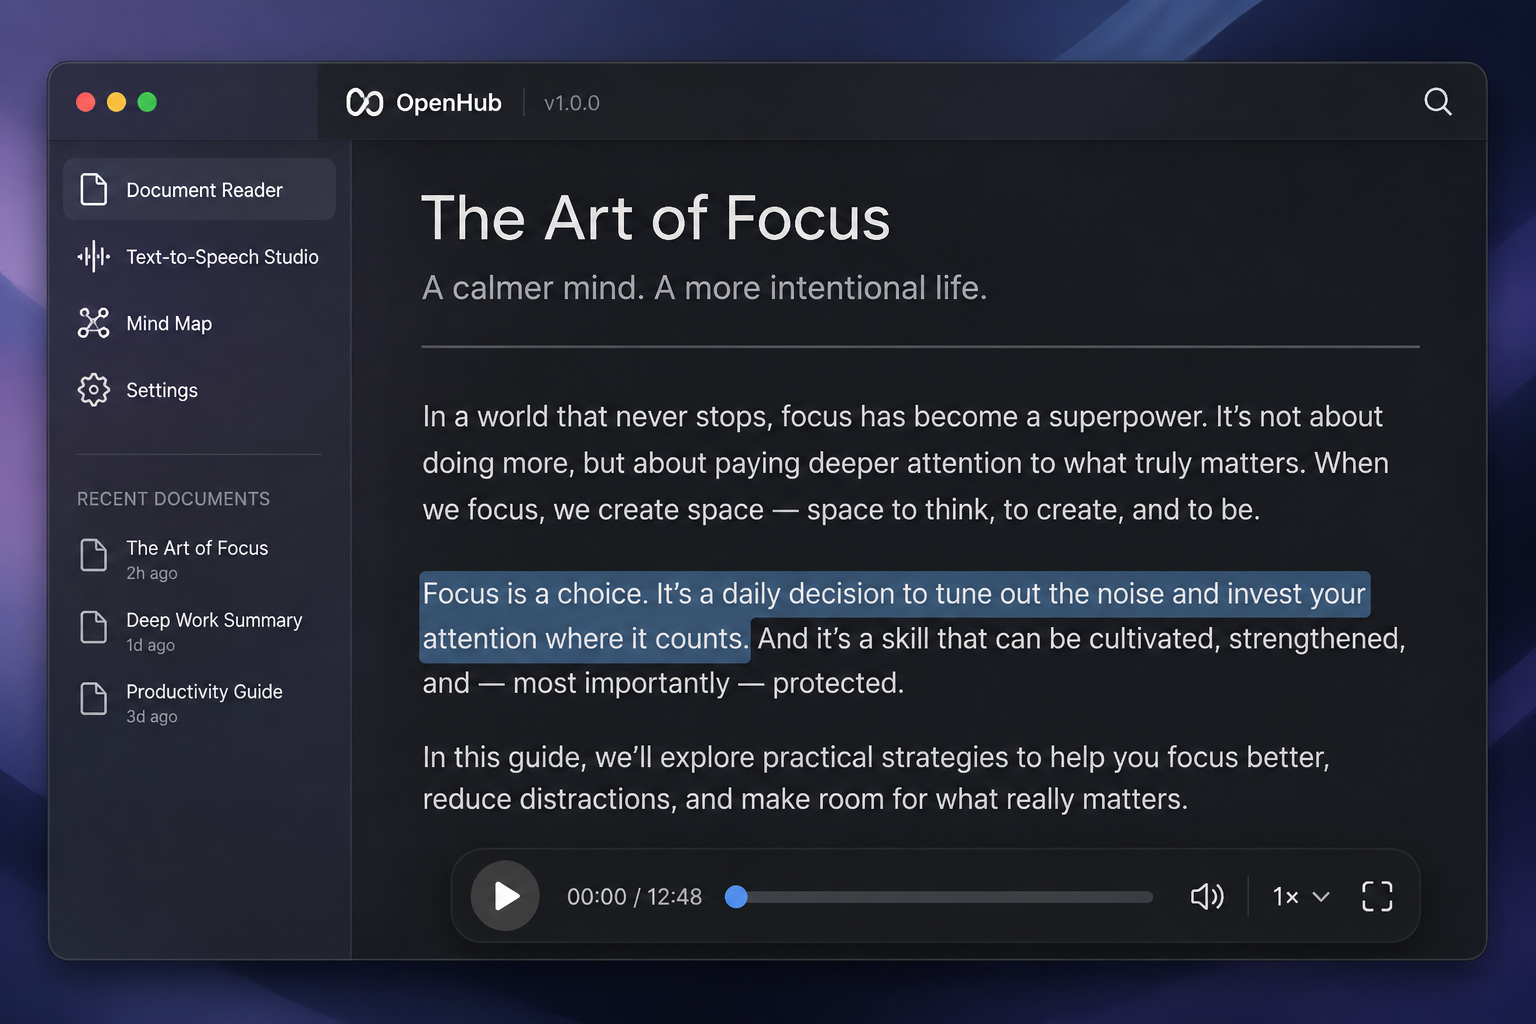 OpenHub
v1.0.0
Document Reader
Text-to-Speech Studio
Mind Map
Settings
RECENT DOCUMENTS
The Art of Focus
2h ago
Deep Work Summary
1d ago
Productivity Guide
3d ago
The Art of Focus
A calmer mind. A more intentional life.
In a world that never stops, focus has become a superpower. It’s not about
doing more, but about paying deeper attention to what truly matters. When
we focus, we create space — space to think, to create, and to be.
Focus is a choice. It’s a daily decision to tune out the noise and invest your
attention where it counts. And it’s a skill that can be cultivated, strengthened,
and — most importantly — protected.
In this guide, we’ll explore practical strategies to help you focus better,
reduce distractions, and make room for what really matters.
00:00 / 12:48
1×